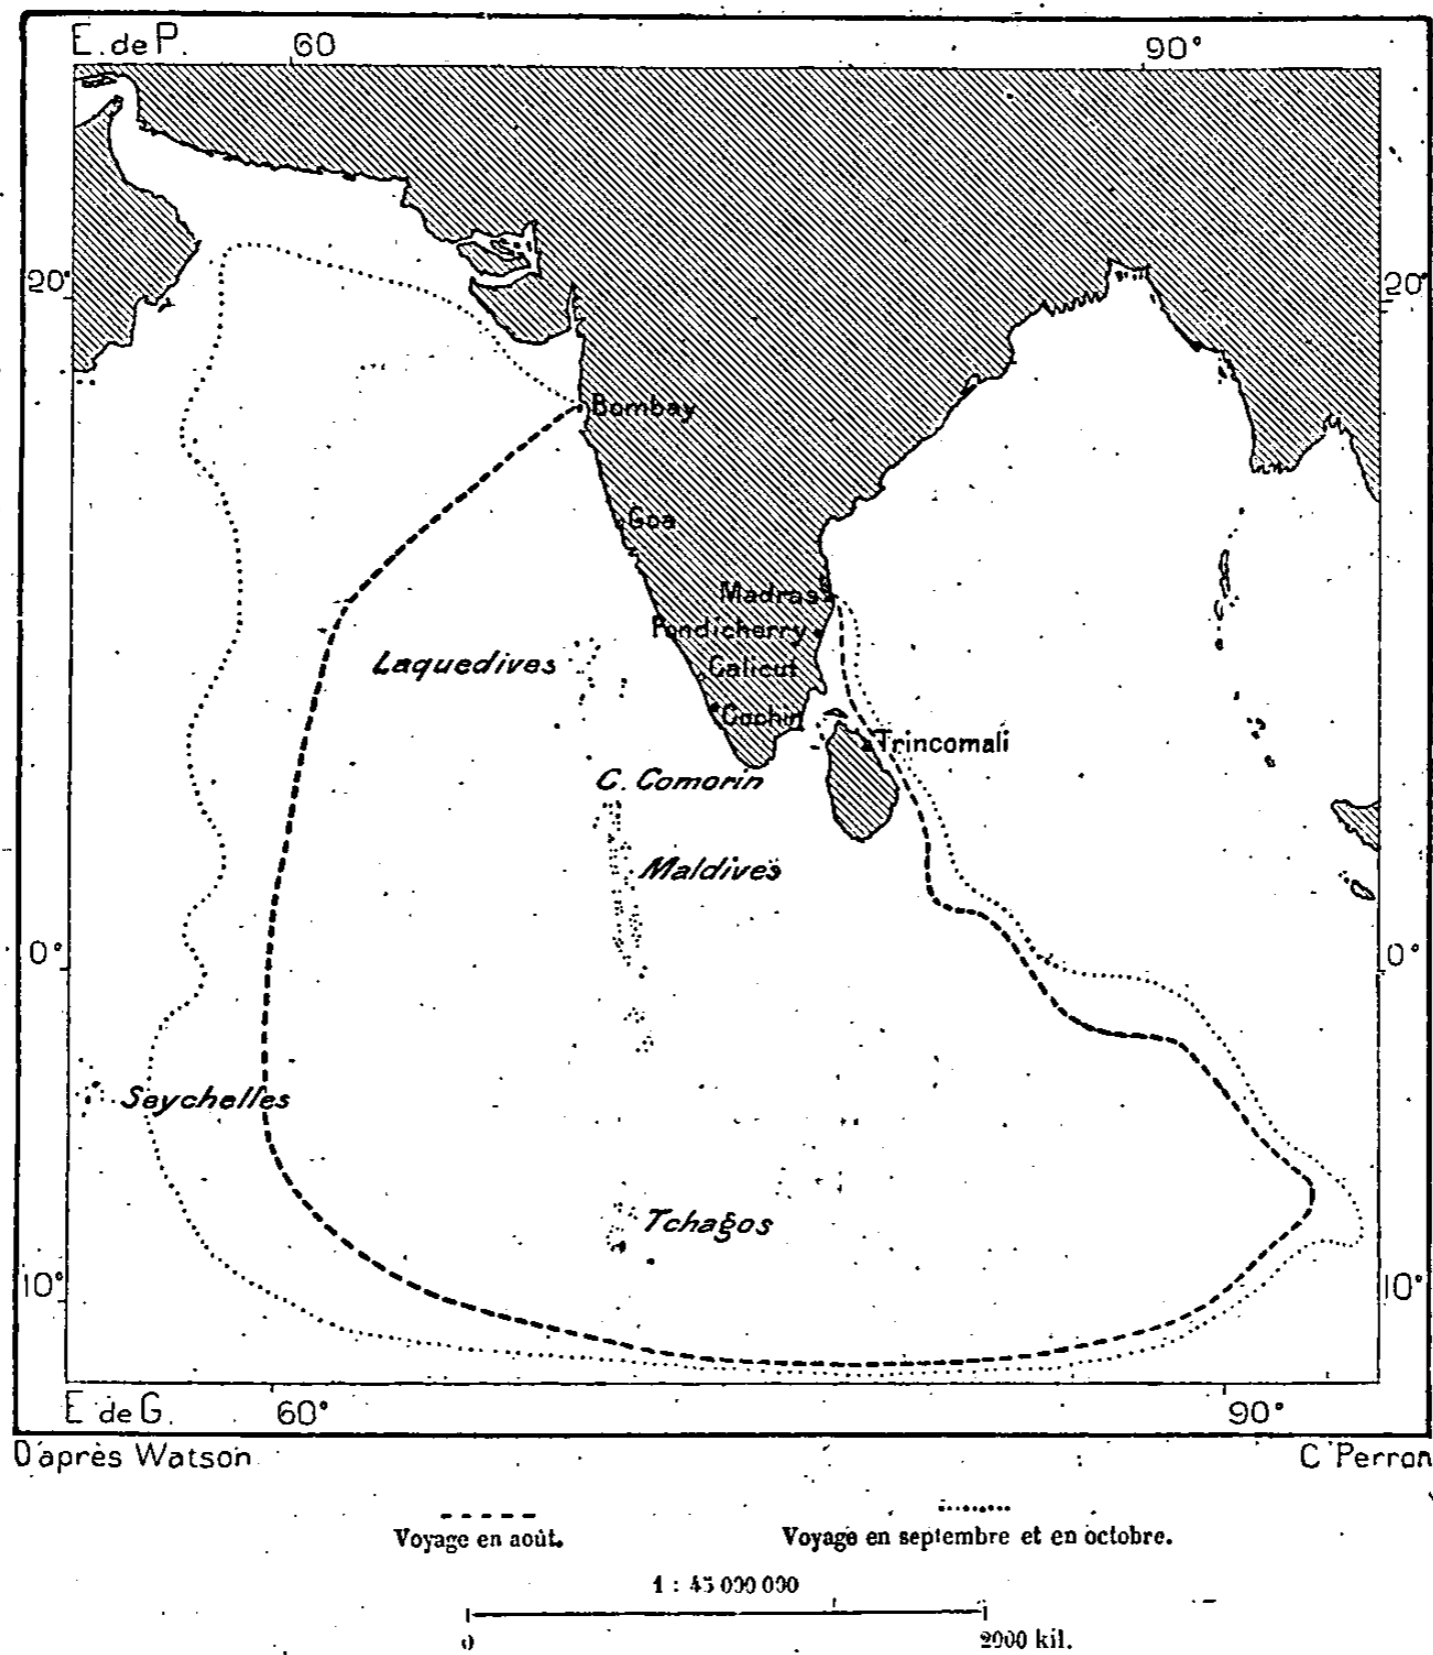 E. de P. 60 90°
20° 20°
Bombay
Goa
Madras
Pondicherry
Laquedives
Calicut
Cochin
Trincomali
C. Comorin
Maldives
0° 0°
Seychelles
Tchagos
10° 10°
E de G. 60° 90°
D'après Watson C Perron
Voyage en août. Voyage en septembre et en octobre.
1 : 45 000 000
0 2000 kil.